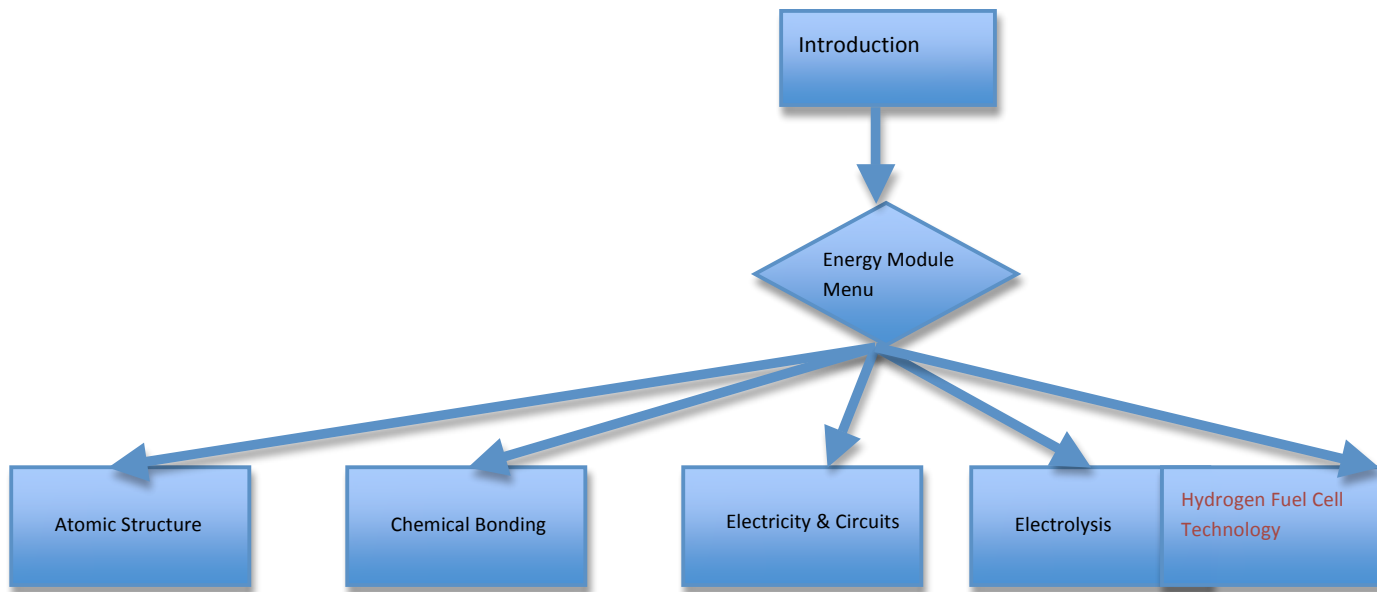 Introduction
Energy Module
Menu
Atomic Structure
Chemical Bonding
Electricity & Circuits
Electrolysis
Hydrogen Fuel Cell
Technology